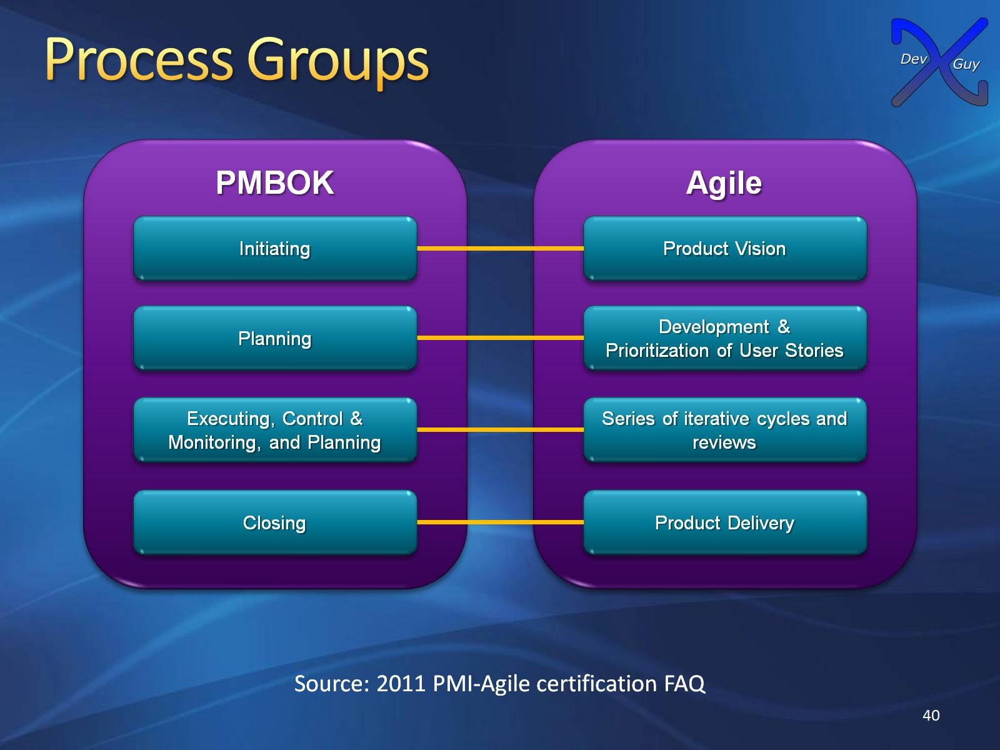 Process Groups
Dev Guy
PMBOK
Initiating
Planning
Executing, Control &
Monitoring, and Planning
Closing
Agile
Product Vision
Development &
Prioritization of User Stories
Series of iterative cycles and
reviews
Product Delivery
Source: 2011 PMI-Agile certification FAQ
40